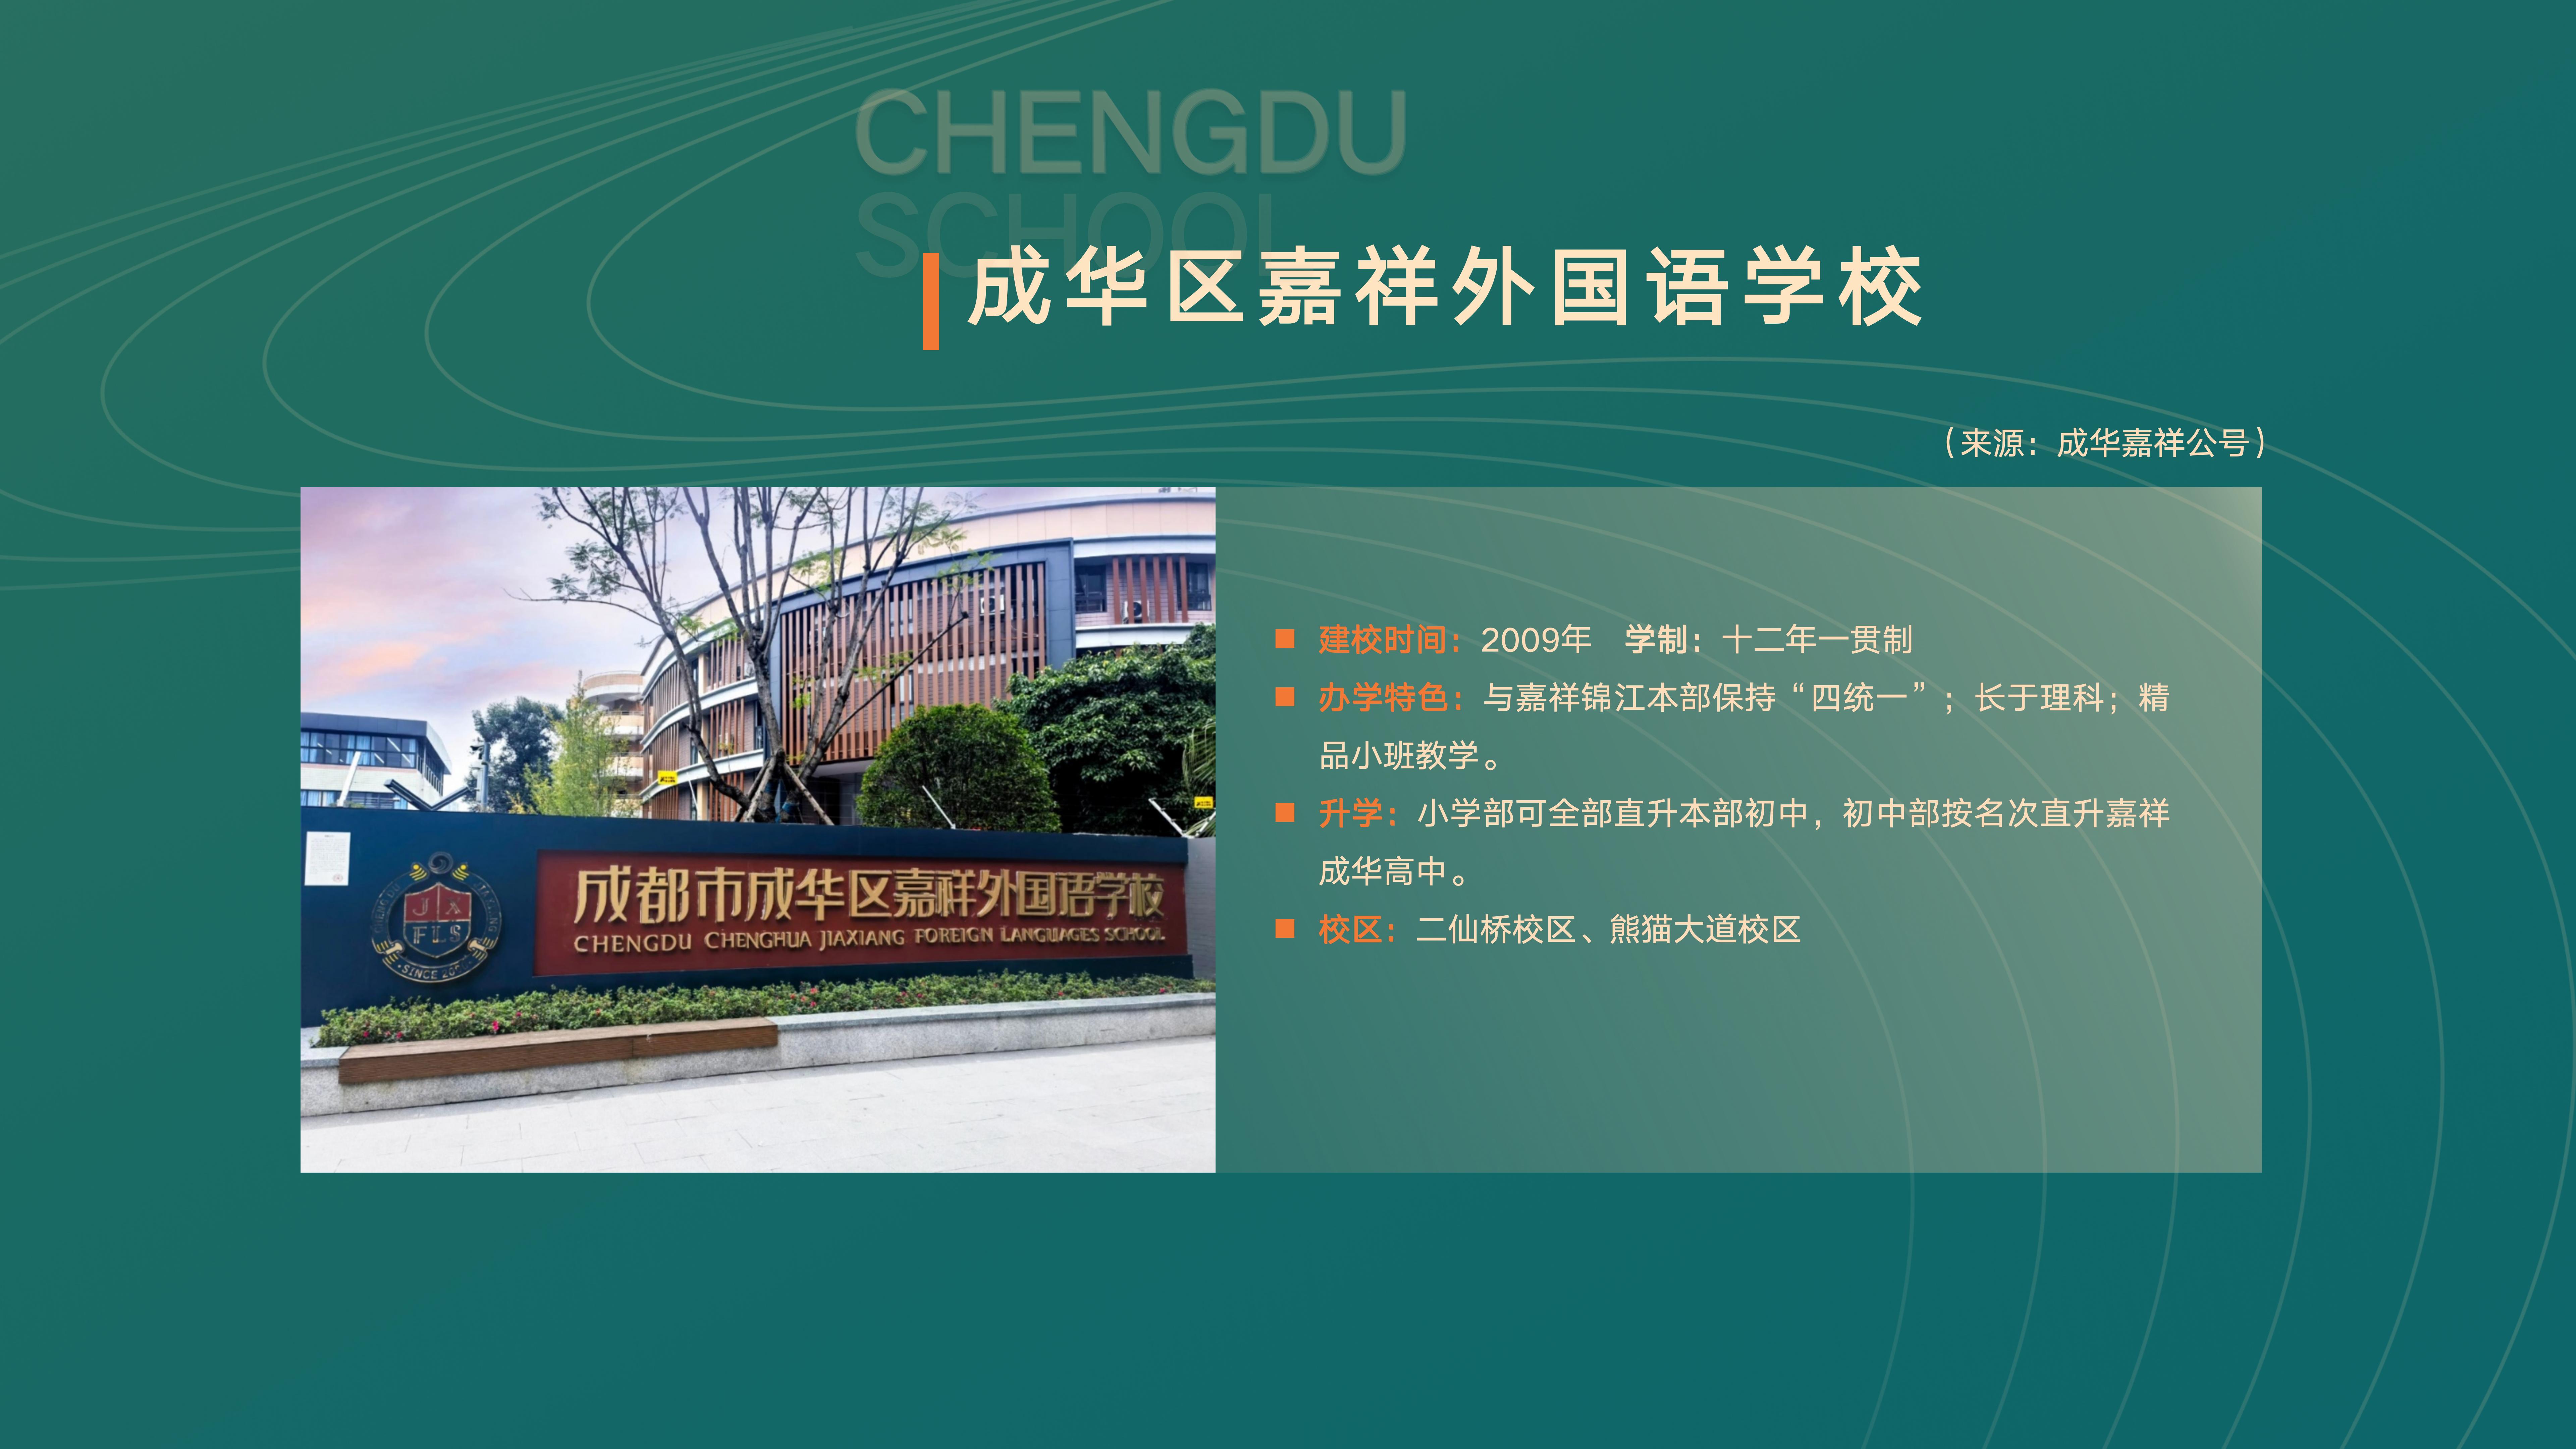 CHENGDU
SCHOOL
成华区嘉祥外国语学校
（来源：成华嘉祥公号）
建校时间：2009年 学制：十二年一贯制
办学特色：与嘉祥锦江本部保持“四统一”；长于理科；精
品小班教学。
升学：小学部可全部直升本部初中，初中部按名次直升嘉祥
成华高中。
校区：二仙桥校区、熊猫大道校区
成都市成华区嘉祥外国语学校
CHENGDU CHENGHUA JIAXIANG FOREIGN LANGUAGES SCHOOL
JX
FLS
SINCE